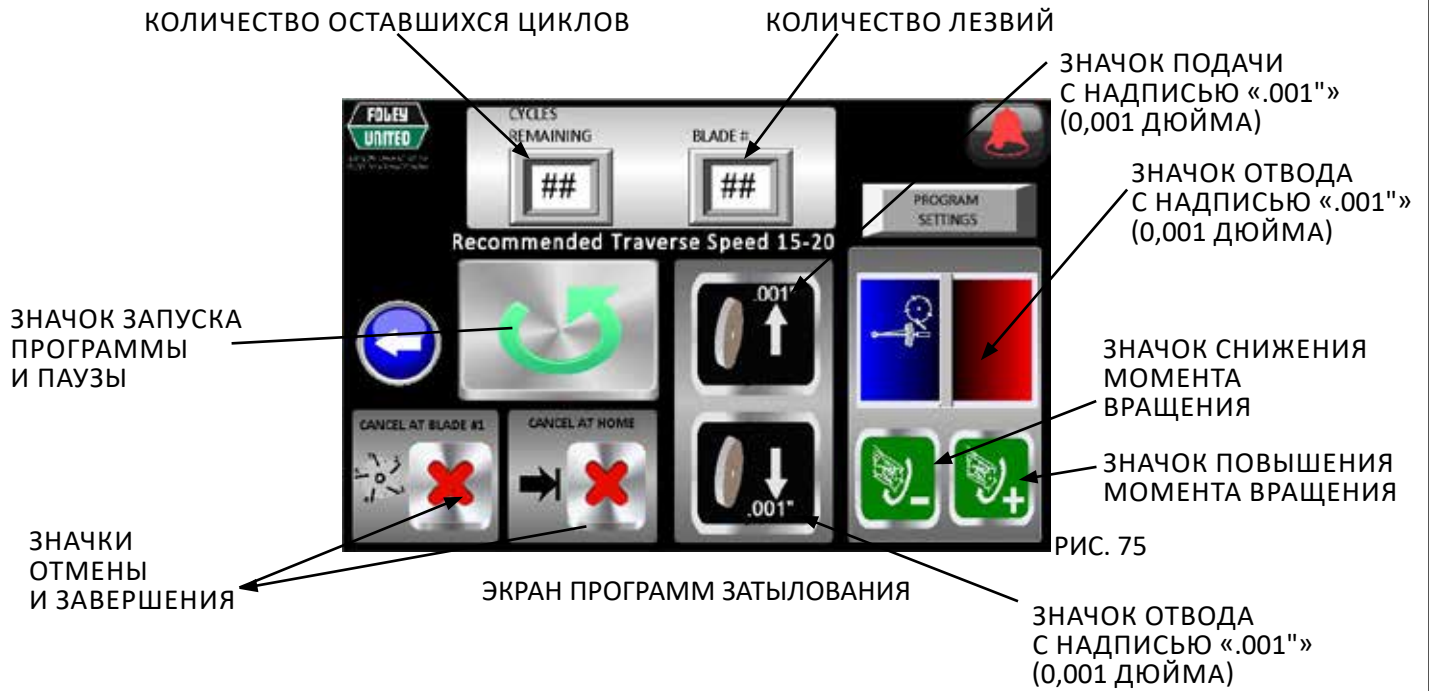 КОЛИЧЕСТВО ОСТАВШИХСЯ ЦИКЛОВ
КОЛИЧЕСТВО ЛЕЗВИЙ
ЗНАЧОК ПОДАЧИ
С НАДПИСЬЮ «.001"»
(0,001 ДЮЙМА)
FOLEY
UNITED
CYCLES
REMAINING
BLADE #
##
##
ЗНАЧОК ОТВОДА
С НАДПИСЬЮ «.001"»
(0,001 ДЮЙМА)
PROGRAM
SETTINGS
Recommended Traverse Speed 15-20
.001"
ЗНАЧОК ЗАПУСКА
ПРОГРАММЫ
И ПАУЗЫ
ЗНАЧОК СНИЖЕНИЯ
МОМЕНТА
ВРАЩЕНИЯ
CANCEL AT BLADE #1
CANCEL AT HOME
.001"
ЗНАЧОК ПОВЫШЕНИЯ
МОМЕНТА ВРАЩЕНИЯ
ЗНАЧКИ
ОТМЕНЫ
И ЗАВЕРШЕНИЯ
РИС. 75
ЭКРАН ПРОГРАММ ЗАТЫЛОВАНИЯ
ЗНАЧОК ОТВОДА
С НАДПИСЬЮ «.001"»
(0,001 ДЮЙМА)